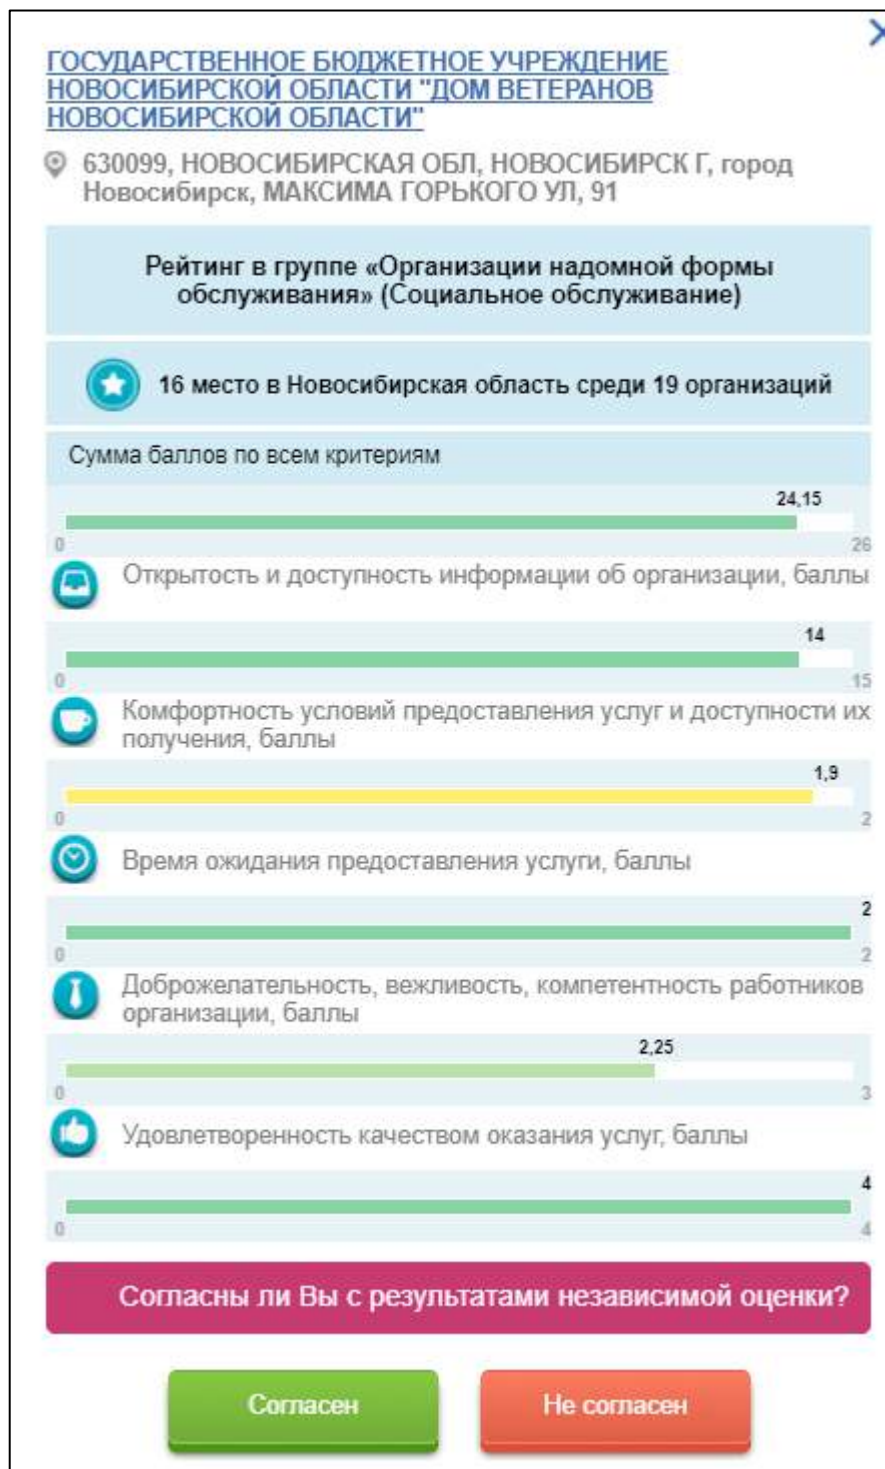 ГОСУДАРСТВЕННОЕ БЮДЖЕТНОЕ УЧРЕЖДЕНИЕ
НОВОСИБИРСКОЙ ОБЛАСТИ "ДОМ ВЕТЕРАНОВ
НОВОСИБИРСКОЙ ОБЛАСТИ"
630099, НОВОСИБИРСКАЯ ОБЛ, НОВОСИБИРСК Г, город
Новосибирск, МАКСИМА ГОРЬКОГО УЛ, 91
Рейтинг в группе «Организации надомной формы
обслуживания» (Социальное обслуживание)
16 место в Новосибирская область среди 19 организаций
Сумма баллов по всем критериям
24,15
0 26
Открытость и доступность информации об организации, баллы
14
0 15
Комфортность условий предоставления услуг и доступности их
получения, баллы
1,9
0 2
Время ожидания предоставления услуги, баллы
2
0 2
Доброжелательность, вежливость, компетентность работников
организации, баллы
2,25
0 3
Удовлетворенность качеством оказания услуг, баллы
4
0 4
Согласны ли Вы с результатами независимой оценки?
Согласен Не согласен